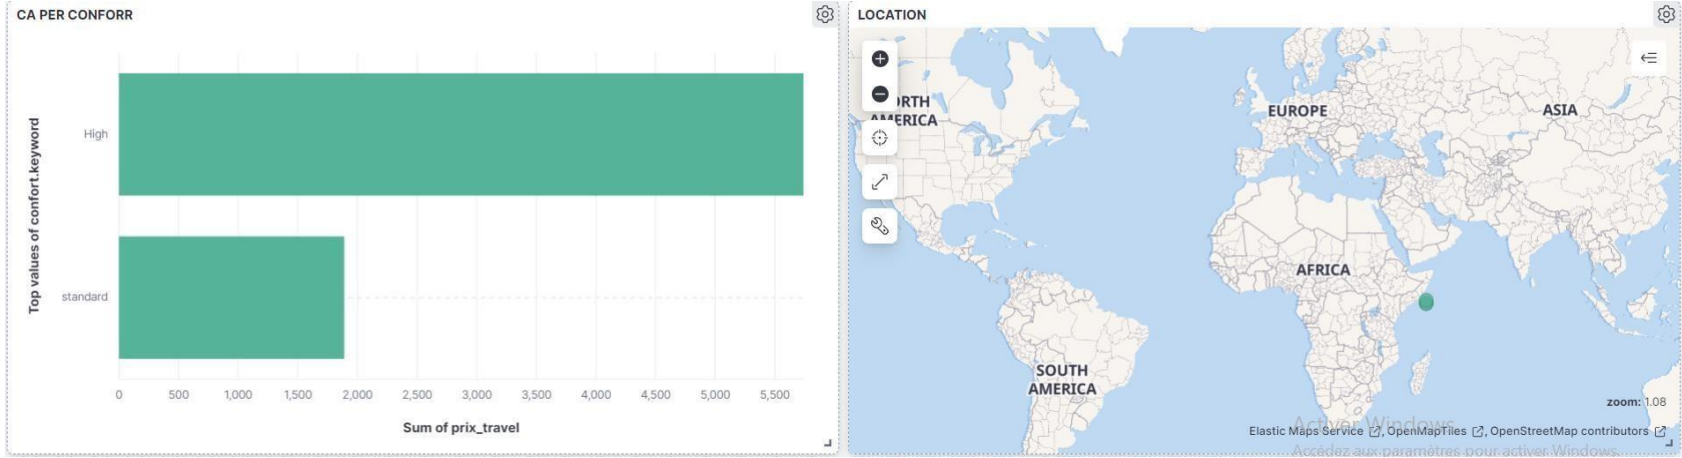 CA PER CONFORR
Top values of confort.keyword
High
standard
0
500
1,000
1,500
2,000
2,500
3,000
3,500
4,000
4,500
5,000
5,500
Sum of prix_travel
LOCATION
NORTH
AMERICA
EUROPE
ASIA
AFRICA
SOUTH
AMERICA
zoom: 1.08
Activer Windows
Elastic Maps Service , OpenMapTiles , OpenStreetMap contributors
Accédez aux paramètres pour activer Windows.